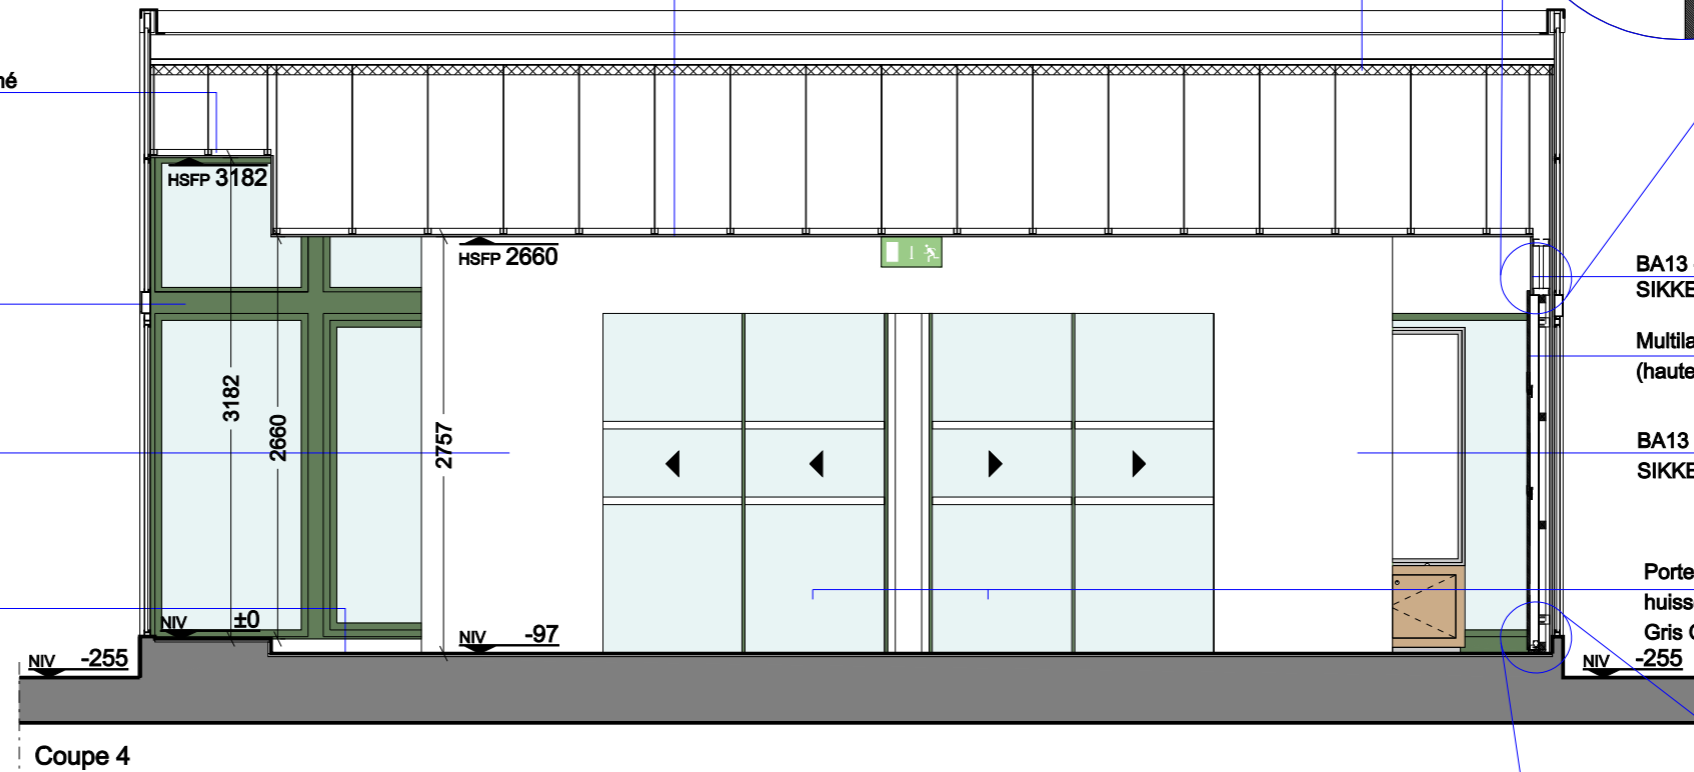 HSFP 3182
HSFP 2660
BA13
SIKKE
3182
2660
2757
Multila
(haute
BA13
SIKKE
Porte
huiss
Gris
NIV ±0
NIV -97
NIV -255
NIV -255
Coupe 4